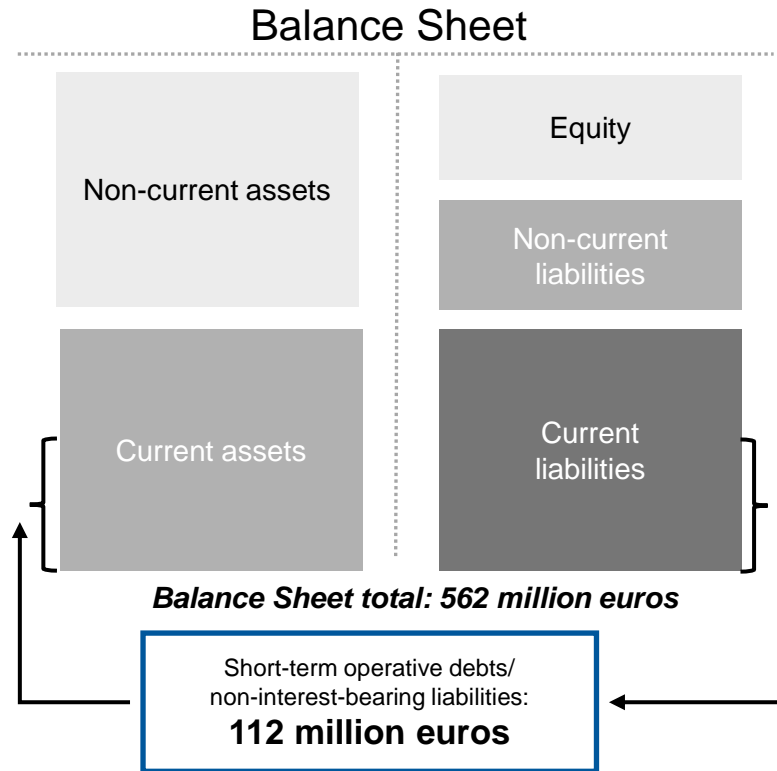 Balance Sheet
Non-current assets
Equity
Non-current
liabilities
Current assets
Current
liabilities
Balance Sheet total: 562 million euros
Short-term operative debts/
non-interest-bearing liabilities:
112 million euros